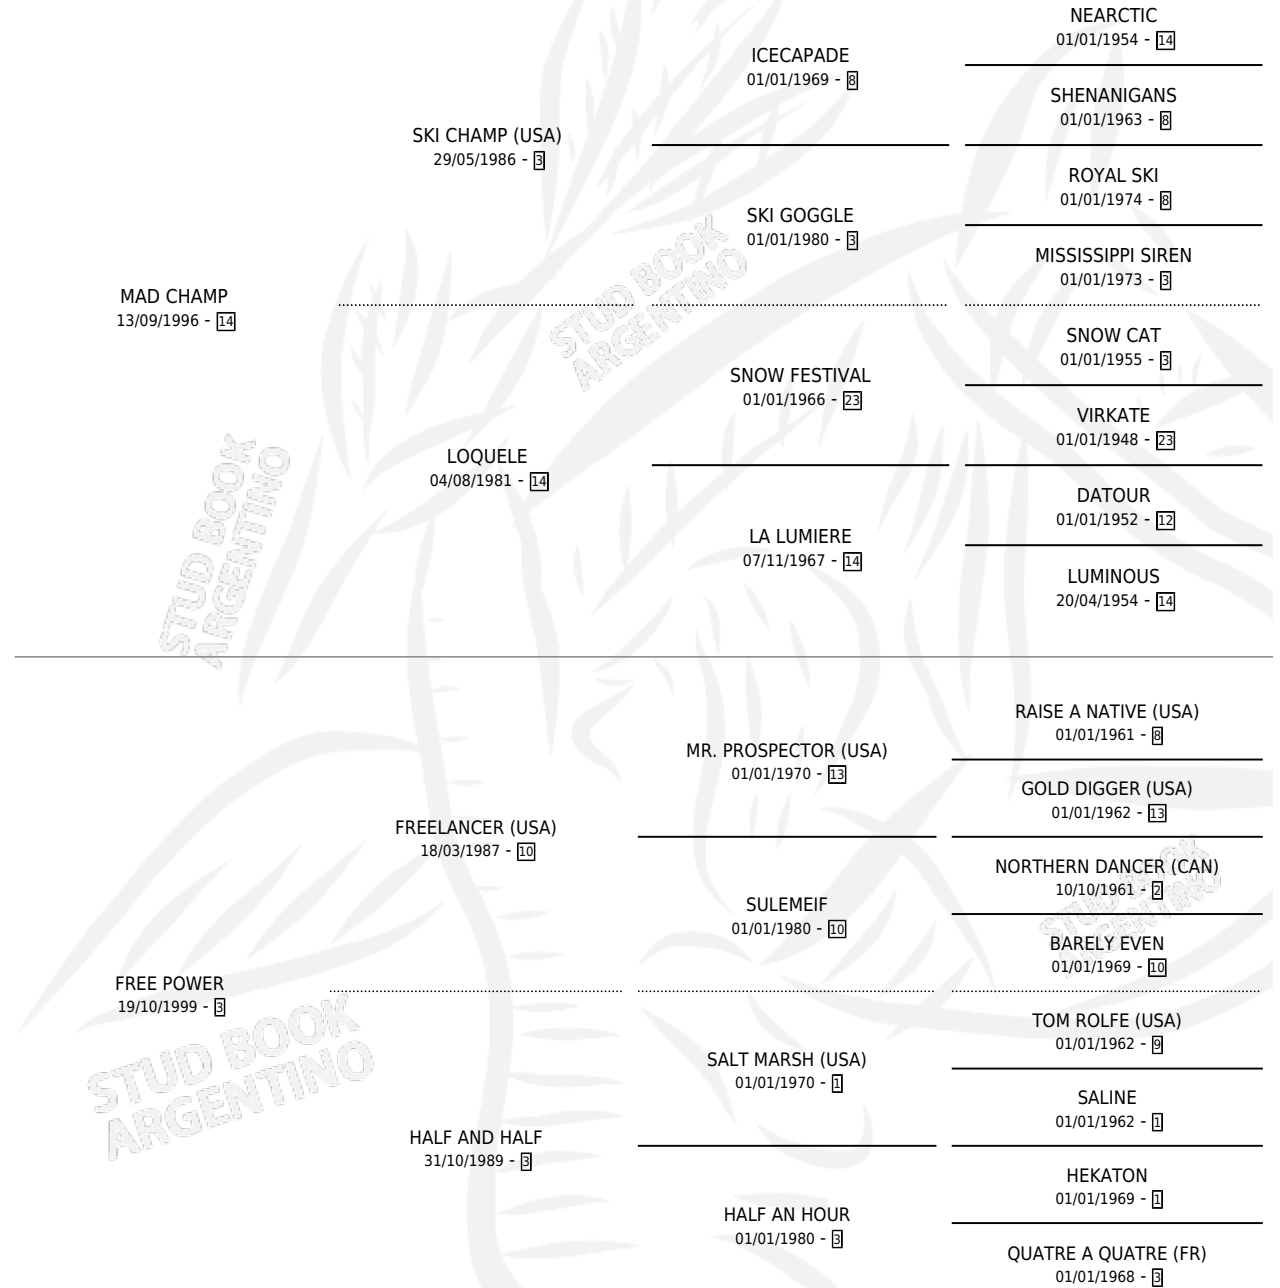 NEARCTIC
01/01/1954 - 14
ICECAPADE
01/01/1969 - 8
SHENANIGANS
01/01/1963 - 8
SKI CHAMP (USA)
29/05/1986 - 3
ROYAL SKI
01/01/1974 - 8
SKI GOGGLE
01/01/1980 - 3
MISSISSIPPI SIREN
01/01/1973 - 3
MAD CHAMP
13/09/1996 - 14
STUD BOOK
ARGENTINO
SNOW CAT
01/01/1955 - 3
SNOW FESTIVAL
01/01/1966 - 23
VIRKATE
01/01/1948 - 23
LOQUELE
04/08/1981 - 14
DATOUR
01/01/1952 - 12
LA LUMIERE
07/11/1967 - 14
LUMINOUS
20/04/1954 - 14
STUD BOOK
ARGENTINO
RAISE A NATIVE (USA)
01/01/1961 - 8
MR. PROSPECTOR (USA)
01/01/1970 - 13
GOLD DIGGER (USA)
01/01/1962 - 13
FREELANCER (USA)
18/03/1987 - 10
NORTHERN DANCER (CAN)
10/10/1961 - 2
SULEMEIF
01/01/1980 - 10
BARELY EVEN
01/01/1969 - 10
STUD BOOK
ARGENTINO
FREE POWER
19/10/1999 - 3
TOM ROLFE (USA)
01/01/1962 - 9
SALT MARSH (USA)
01/01/1970 - 1
SALINE
01/01/1962 - 1
STUD BOOK
ARGENTINO
HALF AND HALF
31/10/1989 - 3
HEKATON
01/01/1969 - 1
HALF AN HOUR
01/01/1980 - 3
QUATRE A QUATRE (FR)
01/01/1968 - 3